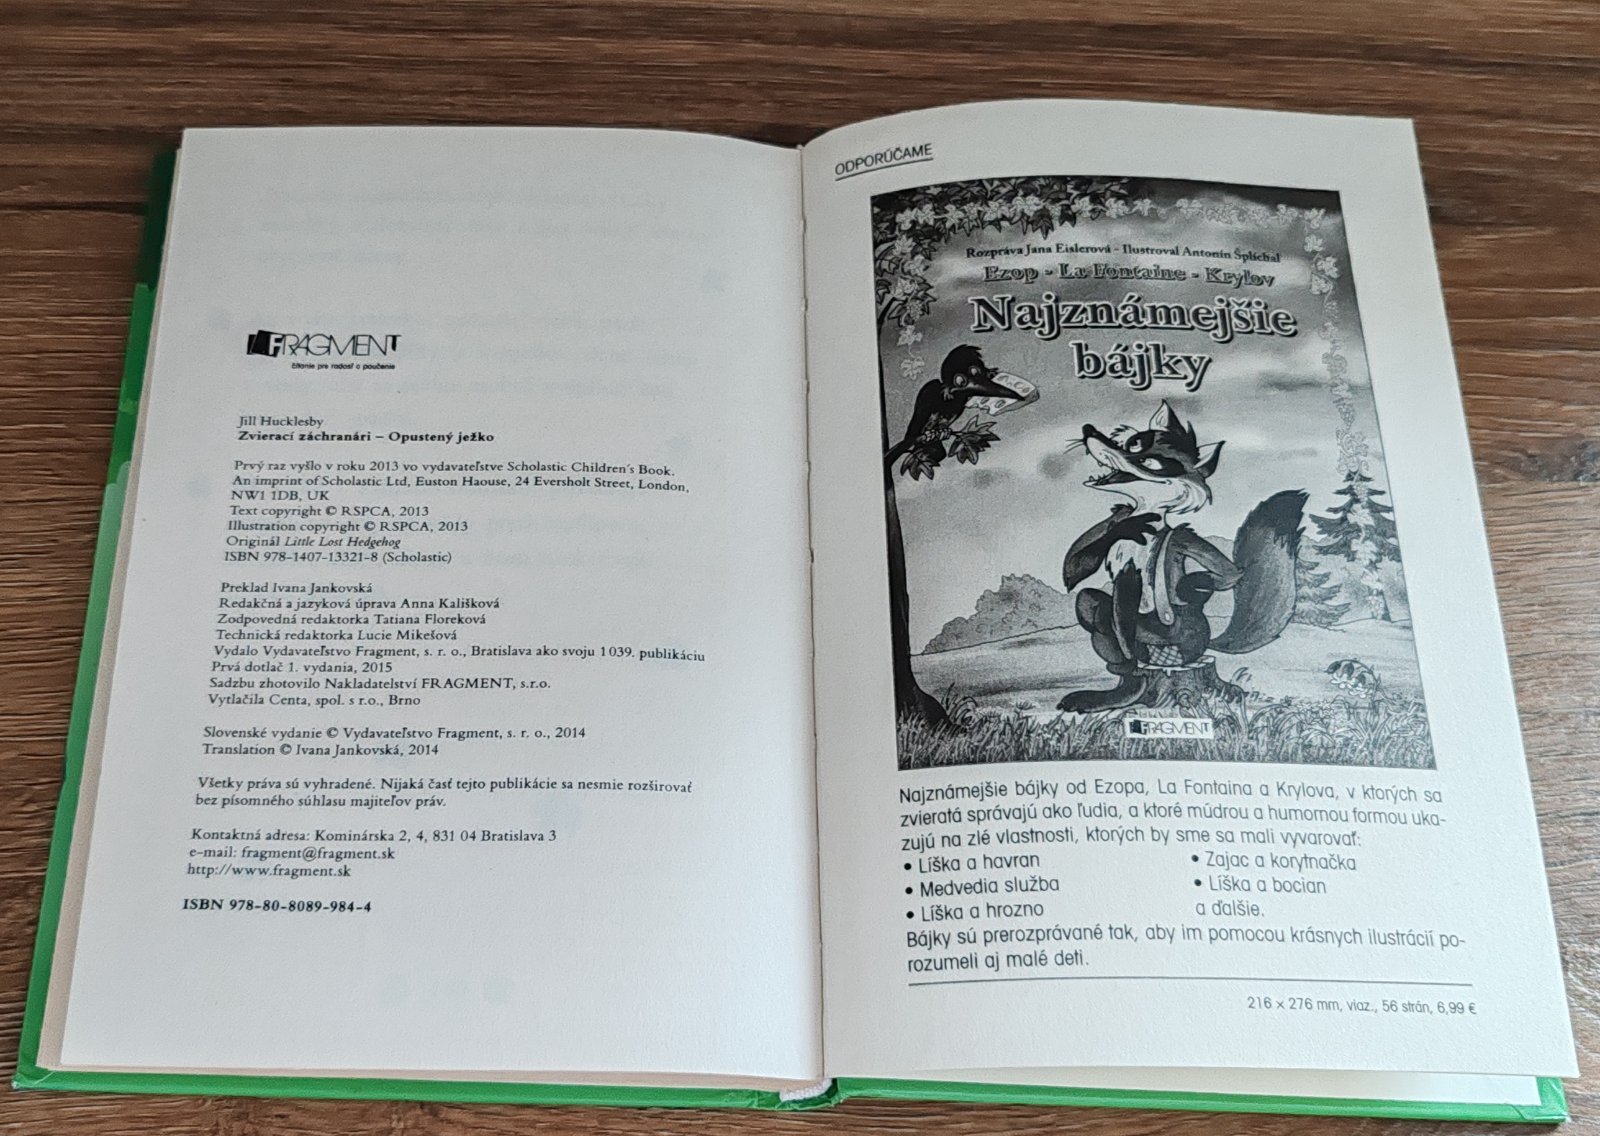 FRAGMENT
čítanie pre radosť a poučenie
Jill Hucklesby
Zvierací záchranári – Opustený ježko
Prvý raz vyšlo v roku 2013 vo vydavateľstve Scholastic Children's Book.
An imprint of Scholastic Ltd, Euston Haouse, 24 Eversholt Street, London,
NW1 1DB, UK
Text copyright © RSPCA, 2013
Illustration copyright © RSPCA, 2013
Originál Little Lost Hedgehog
ISBN 978-1407-13321-8 (Scholastic)
Preklad Ivana Jankovská
Redakčná a jazyková úprava Anna Kališková
Zodpovedná redaktorka Tatiana Floreková
Technická redaktorka Lucie Mikešová
Vydalo Vydavateľstvo Fragment, s. r. o., Bratislava ako svoju 1 039. publikáciu
Prvá dotlač 1. vydania, 2015
Sadzbu zhotovilo Nakladatelství FRAGMENT, s.r.o.
Vytlačila Centa, spol. s r.o., Brno
Slovenské vydanie © Vydavateľstvo Fragment, s. r. o., 2014
Translation © Ivana Jankovská, 2014
Všetky práva sú vyhradené. Nijaká časť tejto publikácie sa nesmie rozširovať
bez písomného súhlasu majiteľov práv.
Kontaktná adresa: Kominárska 2, 4, 831 04 Bratislava 3
e-mail: fragment@fragment.sk
http://www.fragment.sk
ISBN 978-80-8089-984-4
ODPORÚČAME
Rozpráva Jana Eislerová - Ilustroval Antonín Šplíchal
Ezop - La Fontaine - Krylov
Najznámejšie
bájky
FRAGMENT
Najznámejšie bájky od Ezopa, La Fontaina a Krylova, v ktorých sa
zvieratá správajú ako ľudia, a ktoré múdrou a humornou formou uka-
zujú na zlé vlastnosti, ktorých by sme sa mali vyvarovať:
• Líška a havran
• Medvedia služba
• Líška a hrozno
• Zajac a korytnačka
• Líška a bocian
a ďalšie.
Bájky sú prerozprávané tak, aby im pomocou krásnych ilustrácií po-
rozumeli aj malé deti.
216 × 276 mm, viaz., 56 strán, 6,99 €